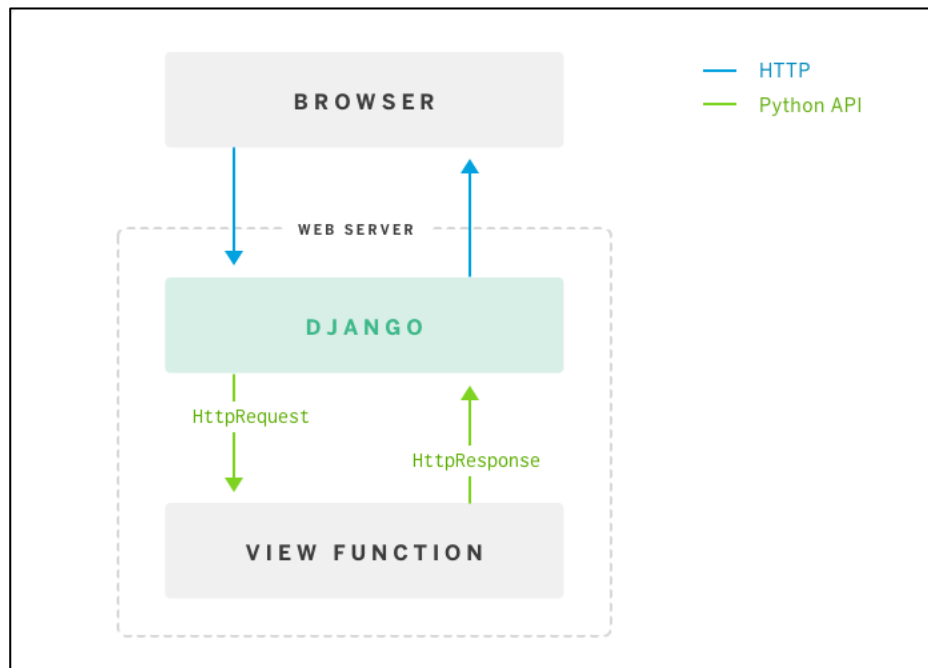 BROWSER
HTTP
Python API
WEB SERVER
DJANGO
HttpRequest
HttpResponse
VIEW FUNCTION